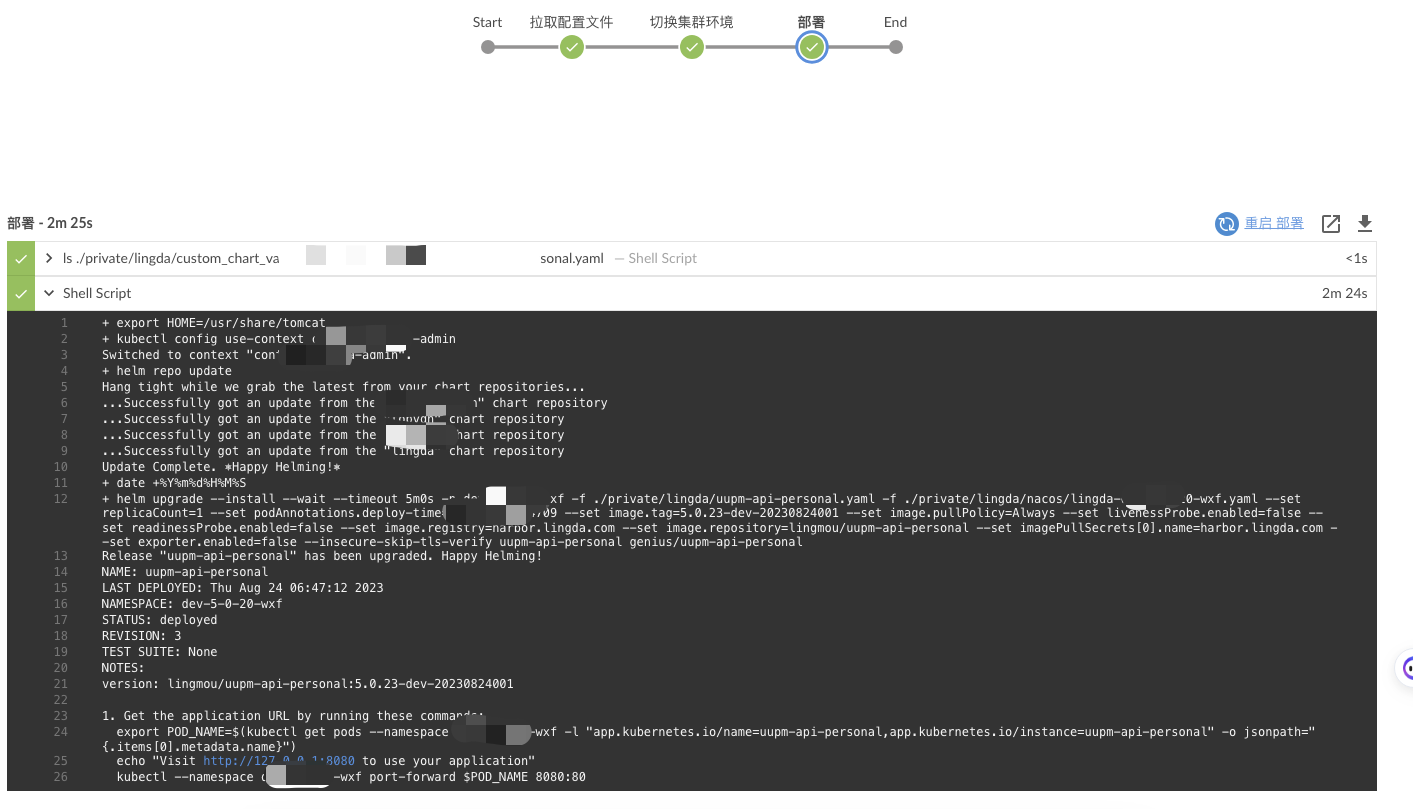 Start 拉取配置文件 切换集群环境 部署 End
部署 - 2m 25s
重启 部署
ls ./private/lingda/custom_chart_va sonal.yaml — Shell Script <1s
Shell Script 2m 24s
1 + export HOME=/usr/share/tomcat
2 + kubectl config use-context -admin
3 Switched to context "con -admin".
4 + helm repo update
5 Hang tight while we grab the latest from your chart repositories...
6 ...Successfully got an update from the " chart repository
7 ...Successfully got an update from the chart repository
8 ...Successfully got an update from the hart repository
9 ...Successfully got an update from the "lingda" chart repository
10 Update Complete. *Happy Helming!*
11 + date +%Y%m%d%H%M%S
12 + helm upgrade --install --wait --timeout 5m0s -n de xf -f ./private/lingda/uupm-api-personal.yaml -f ./private/lingda/nacos/lingda- 0-wxf.yaml --set
replicaCount=1 --set podAnnotations.deploy-time 709 --set image.tag=5.0.23-dev-20230824001 --set image.pullPolicy=Always --set livenessProbe.enabled=false --
set readinessProbe.enabled=false --set image.registry=harbor.lingda.com --set image.repository=lingmou/uupm-api-personal --set imagePullSecrets[0].name=harbor.lingda.com -
-set exporter.enabled=false --insecure-skip-tls-verify uupm-api-personal genius/uupm-api-personal
13 Release "uupm-api-personal" has been upgraded. Happy Helming!
14 NAME: uupm-api-personal
15 LAST DEPLOYED: Thu Aug 24 06:47:12 2023
16 NAMESPACE: dev-5-0-20-wxf
17 STATUS: deployed
18 REVISION: 3
19 TEST SUITE: None
20 NOTES:
21 version: lingmou/uupm-api-personal:5.0.23-dev-20230824001
22
23 1. Get the application URL by running these commands:
24 export POD_NAME=$(kubectl get pods --namespace -wxf -l "app.kubernetes.io/name=uupm-api-personal,app.kubernetes.io/instance=uupm-api-personal" -o jsonpath="
{.items[0].metadata.name}")
25 echo "Visit http://127.0.0.1:8080 to use your application"
26 kubectl --namespace -wxf port-forward $POD_NAME 8080:80